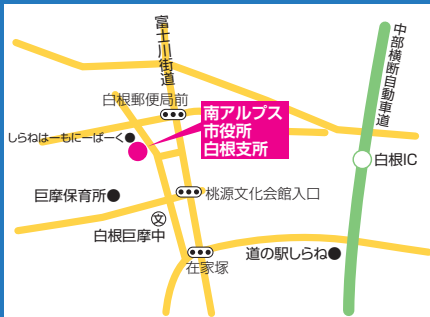 富士川街道
中部横断自動車道
白根郵便局前
南アルプス
市役所
白根支所
しらねはーもにーぱーく
白根IC
巨摩保育所
桃源文化会館入口
文
白根巨摩中
道の駅しらね
在家塚